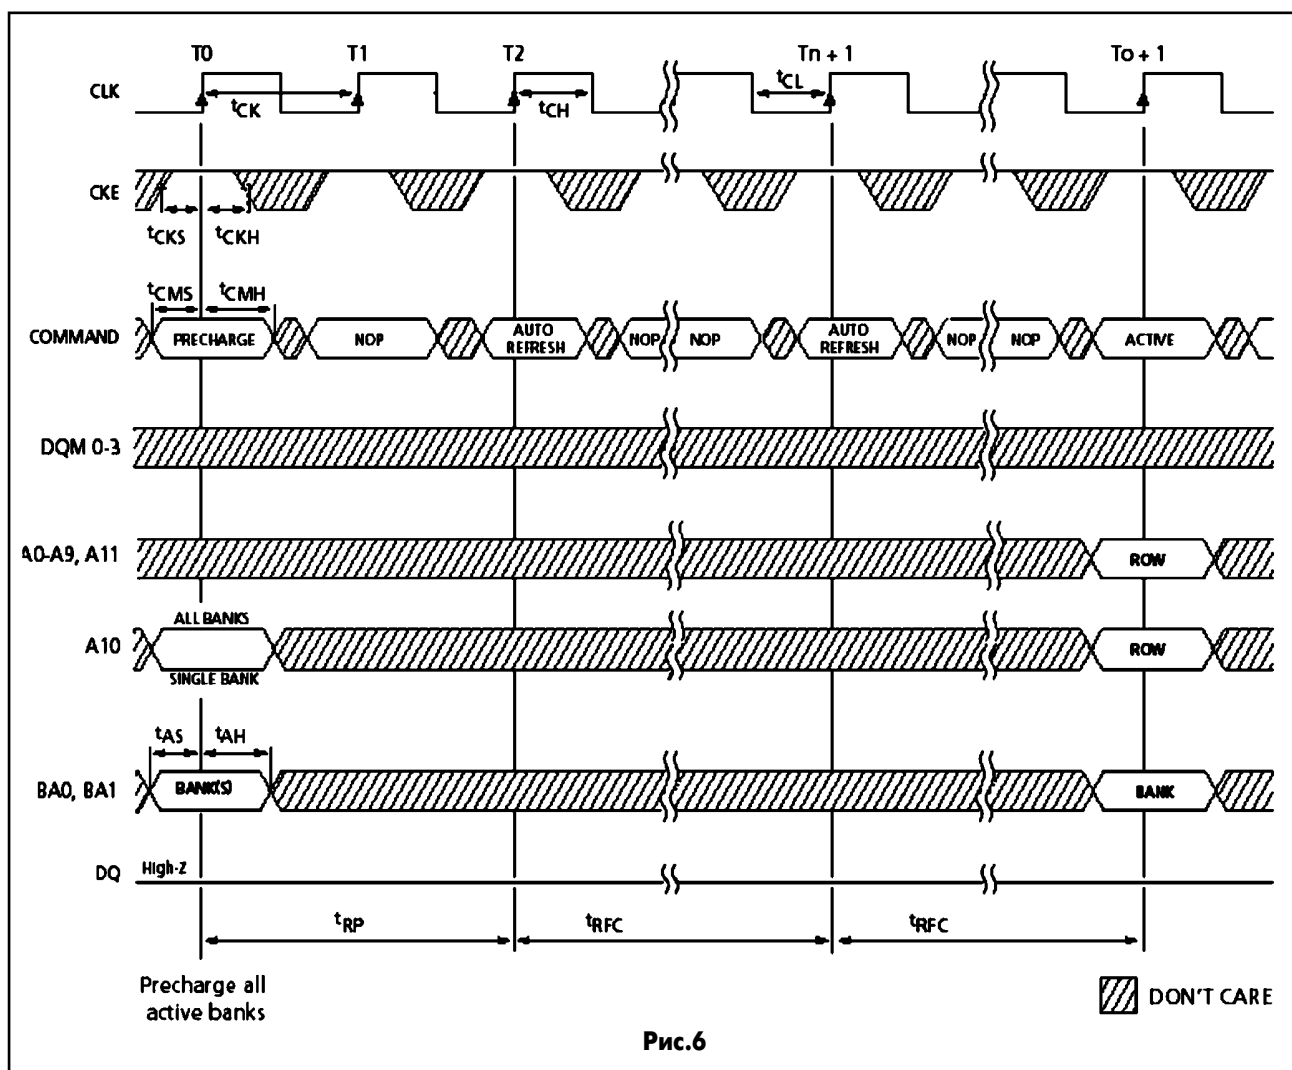 T0 T1 T2 Tn + 1 To + 1
CLK
tCK tCH tCL
CKE
tCKS tCKH
tCMS tCMH
COMMAND PRECHARGE NOP AUTO REFRESH NOP NOP AUTO REFRESH NOP NOP ACTIVE
DQM 0-3
A0-A9, A11 ROW
ALL BANKS
A10 ROW
SINGLE BANK
tAS tAH
BA0, BA1 BANK(S) BANK
DQ High-Z
tRP tRFC tRFC
Precharge all
active banks
DON'T CARE
Рис.6